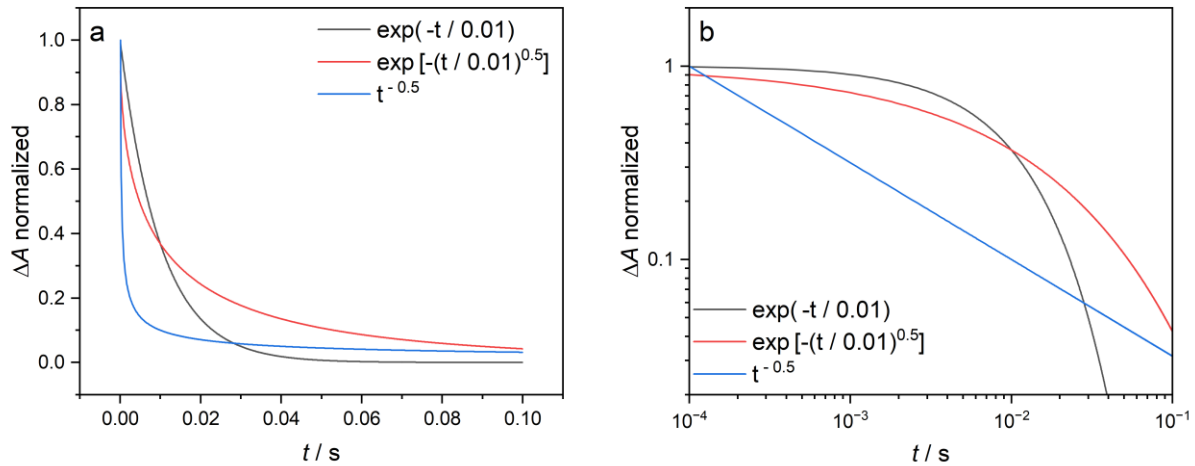 a
exp( -t / 0.01)
exp [-(t / 0.01)^0.5]
t^-0.5
1.0
0.8
0.6
0.4
0.2
0.0
ΔA normalized
0.00
0.02
0.04
0.06
0.08
0.10
t / s
b
1
0.1
ΔA normalized
exp( -t / 0.01)
exp [-(t / 0.01)^0.5]
t^-0.5
10^−4
10^−3
10^−2
10^−1
t / s